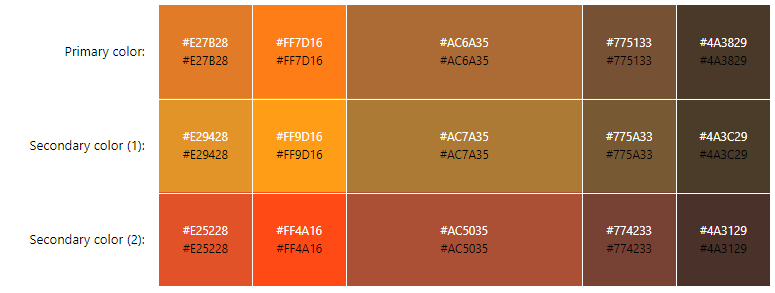 Primary color:
#E27B28 #FF7D16 #AC6A35 #775133 #4A3829
#E27B28 #FF7D16 #AC6A35 #775133 #4A3829
Secondary color (1):
#E29428 #FF9D16 #AC7A35 #775A33 #4A3C29
#E29428 #FF9D16 #AC7A35 #775A33 #4A3C29
Secondary color (2):
#E25228 #FF4A16 #AC5035 #774233 #4A3129
#E25228 #FF4A16 #AC5035 #774233 #4A3129